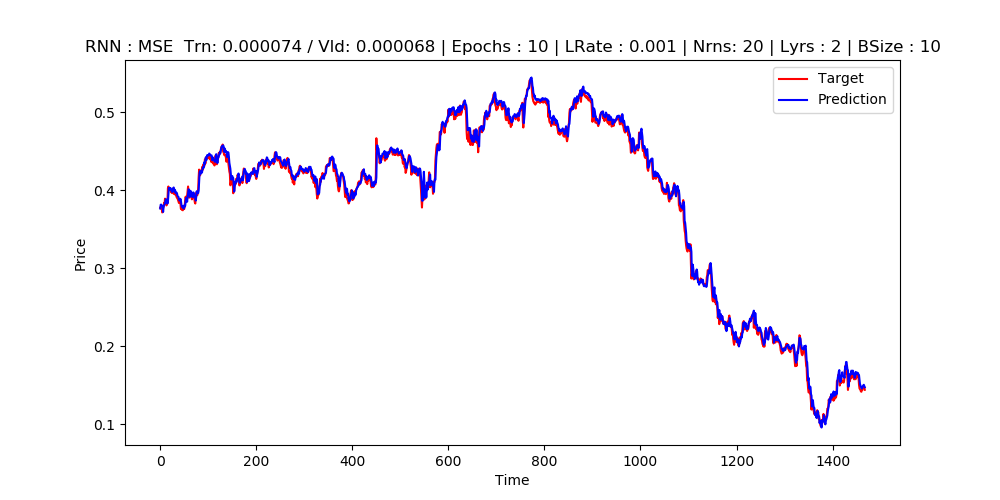 RNN : MSE  Trn: 0.000074 / Vld: 0.000068 | Epochs : 10 | LRate : 0.001 | Nrns: 20 | Lyrs : 2 | BSize : 10
Target
Prediction
Price
0.5
0.4
0.3
0.2
0.1
0 200 400 600 800 1000 1200 1400
Time